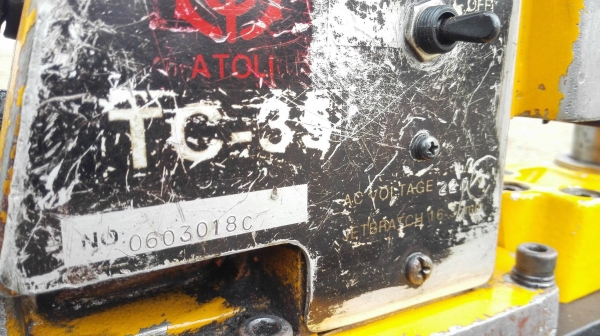 OFF
ATOLI
TC-35
NO. 0603018C
AC VOLTAGE 220